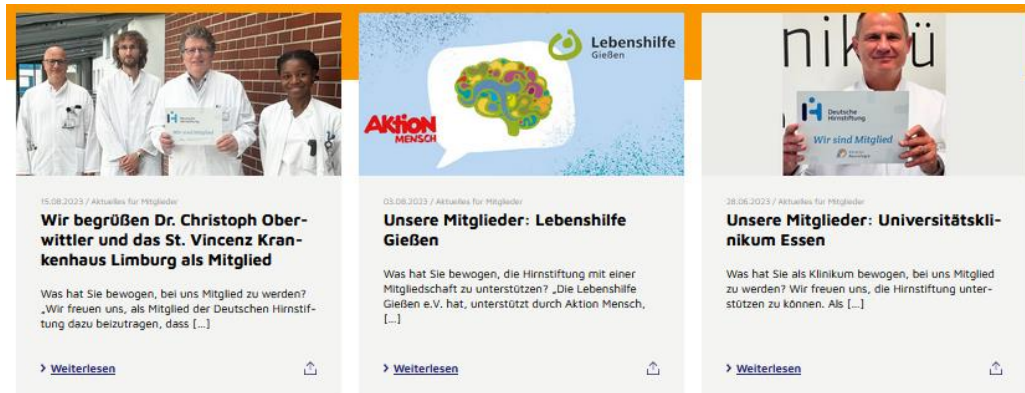 Deutsche
Hirnstiftung
Wir sind Mitglied
15.08.2023 / Aktuelles für Mitglieder
Wir begrüßen Dr. Christoph Ober-
wittler und das St. Vincenz Kran-
kenhaus Limburg als Mitglied
Was hat Sie bewogen, bei uns Mitglied zu werden?
„Wir freuen uns, als Mitglied der Deutschen Hirnstif-
tung dazu beizutragen, dass [...]
Weiterlesen
Lebenshilfe
Gießen
AKtion
MENSCH
03.08.2023 / Aktuelles für Mitglieder
Unsere Mitglieder: Lebenshilfe
Gießen
Was hat Sie bewogen, die Hirnstiftung mit einer
Mitgliedschaft zu unterstützen? „Die Lebenshilfe
Gießen e.V. hat, unterstützt durch Aktion Mensch,
[...]
Weiterlesen
inikü
Deutsche
Hirnstiftung
Wir sind Mitglied
28.06.2023 / Aktuelles für Mitglieder
Unsere Mitglieder: Universitätskli-
nikum Essen
Was hat Sie als Klinikum bewogen, bei uns Mitglied
zu werden? Wir freuen uns, die Hirnstiftung unter-
stützen zu können. Als [...]
Weiterlesen